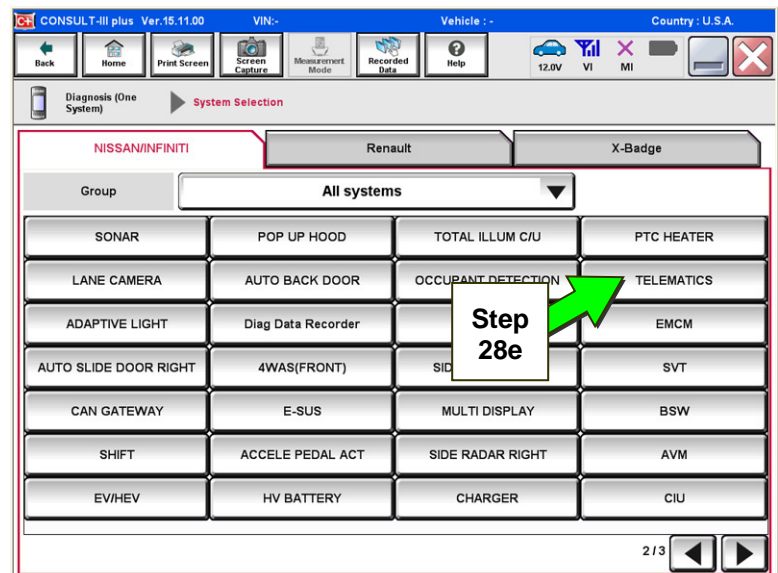 CONSULT-III plus Ver.15.11.00 VIN:- Vehicle : - Country : U.S.A.
Back Home Print Screen Screen Capture Measurement Mode Recorded Data Help 12.0V VI MI
Diagnosis (One System) System Selection
NISSAN/INFINITI Renault X-Badge
Group All systems
SONAR POP UP HOOD TOTAL ILLUM C/U PTC HEATER
LANE CAMERA AUTO BACK DOOR OCCUPANT DETECTION TELEMATICS
ADAPTIVE LIGHT Diag Data Recorder EMCM
Step 28e
AUTO SLIDE DOOR RIGHT 4WAS(FRONT) SVT
CAN GATEWAY E-SUS MULTI DISPLAY BSW
SHIFT ACCELE PEDAL ACT SIDE RADAR RIGHT AVM
EV/HEV HV BATTERY CHARGER CIU
2/3